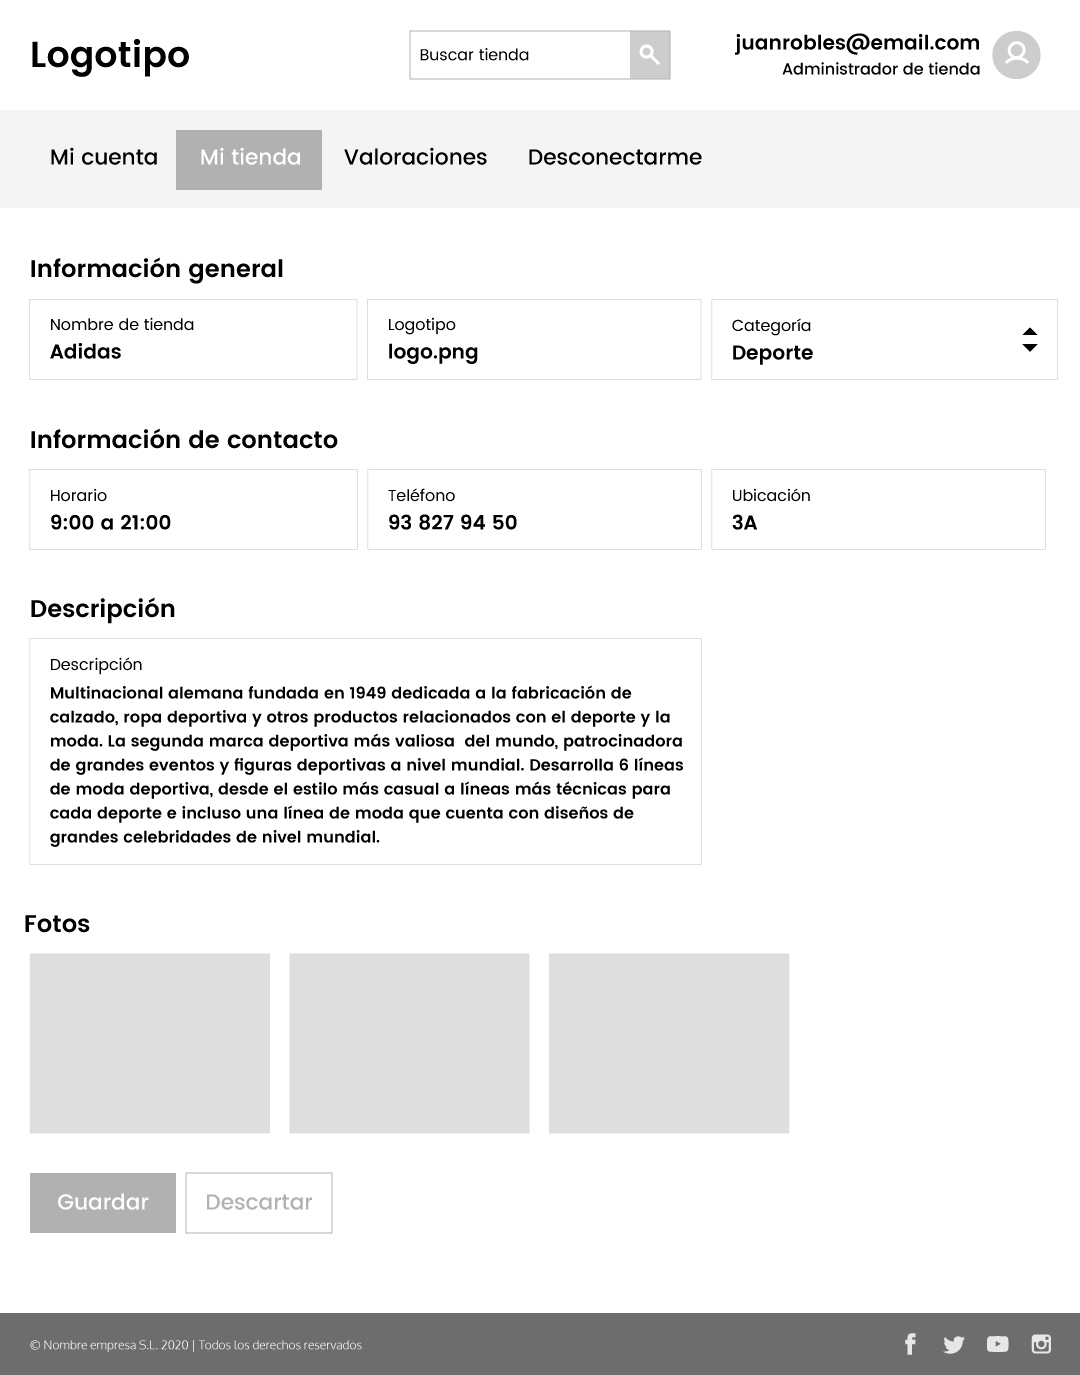 Logotipo
Buscar tienda
juanrobles@email.com
Administrador de tienda
Mi cuenta
Mi tienda
Valoraciones
Desconectarme
Información general
Nombre de tienda
Adidas
Logotipo
logo.png
Categoría
Deporte
Información de contacto
Horario
9:00 a 21:00
Teléfono
93 827 94 50
Ubicación
3A
Descripción
Descripción
Multinacional alemana fundada en 1949 dedicada a la fabricación de
calzado, ropa deportiva y otros productos relacionados con el deporte y la
moda. La segunda marca deportiva más valiosa  del mundo, patrocinadora
de grandes eventos y figuras deportivas a nivel mundial. Desarrolla 6 líneas
de moda deportiva, desde el estilo más casual a líneas más técnicas para
cada deporte e incluso una línea de moda que cuenta con diseños de
grandes celebridades de nivel mundial.
Fotos
Guardar
Descartar
© Nombre empresa S.L. 2020 | Todos los derechos reservados